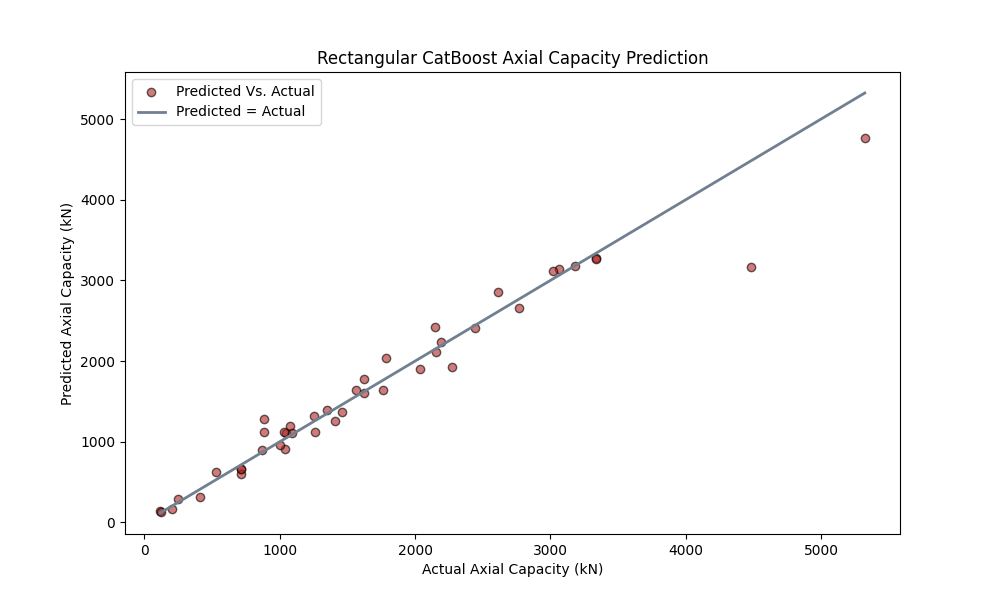 Rectangular CatBoost Axial Capacity Prediction
Predicted Vs. Actual
Predicted = Actual
5000
4000
3000
2000
1000
0
Predicted Axial Capacity (kN)
0 1000 2000 3000 4000 5000
Actual Axial Capacity (kN)